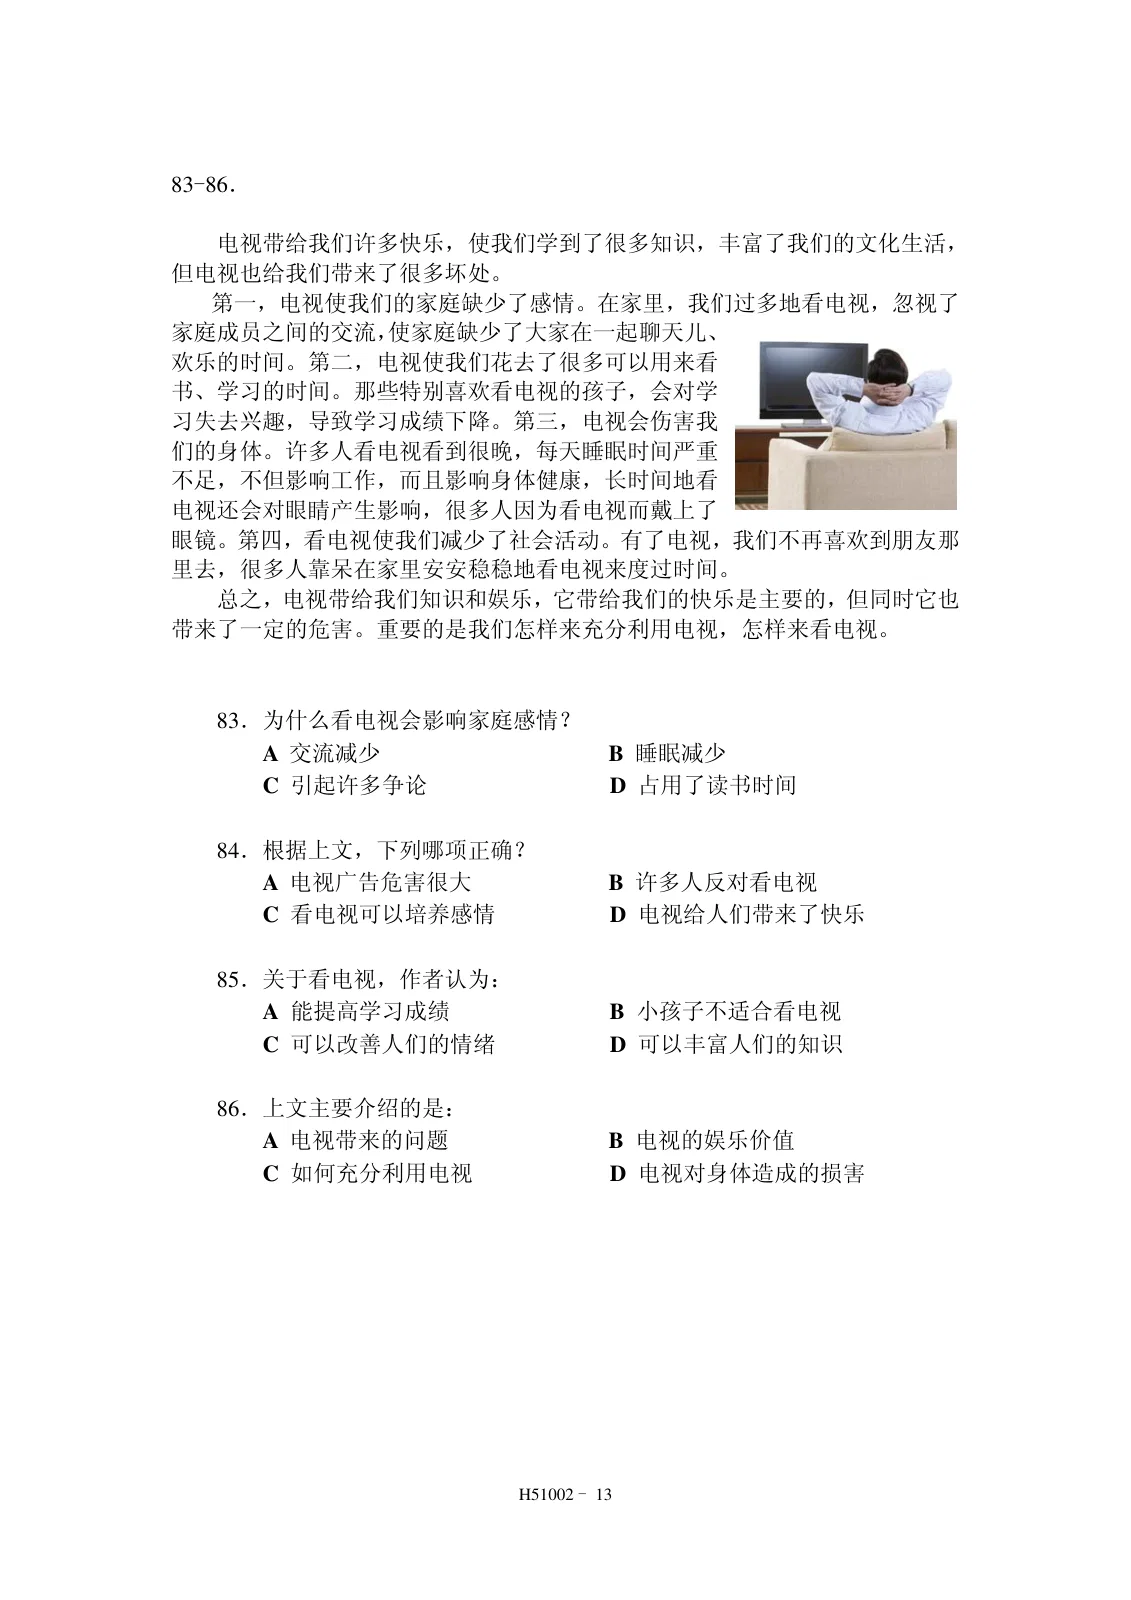 83-86．
电视带给我们许多快乐，使我们学到了很多知识，丰富了我们的文化生活，
但电视也给我们带来了很多坏处。
第一，电视使我们的家庭缺少了感情。在家里，我们过多地看电视，忽视了
家庭成员之间的交流，使家庭缺少了大家在一起聊天儿、
欢乐的时间。第二，电视使我们花去了很多可以用来看
书、学习的时间。那些特别喜欢看电视的孩子，会对学
习失去兴趣，导致学习成绩下降。第三，电视会伤害我
们的身体。许多人看电视看到很晚，每天睡眠时间严重
不足，不但影响工作，而且影响身体健康，长时间地看
电视还会对眼睛产生影响，很多人因为看电视而戴上了
眼镜。第四，看电视使我们减少了社会活动。有了电视，我们不再喜欢到朋友那
里去，很多人靠呆在家里安安稳稳地看电视来度过时间。
总之，电视带给我们知识和娱乐，它带给我们的快乐是主要的，但同时它也
带来了一定的危害。重要的是我们怎样来充分利用电视，怎样来看电视。
83．为什么看电视会影响家庭感情？
A 交流减少 B 睡眠减少
C 引起许多争论 D 占用了读书时间
84．根据上文，下列哪项正确？
A 电视广告危害很大 B 许多人反对看电视
C 看电视可以培养感情 D 电视给人们带来了快乐
85．关于看电视，作者认为：
A 能提高学习成绩 B 小孩子不适合看电视
C 可以改善人们的情绪 D 可以丰富人们的知识
86．上文主要介绍的是：
A 电视带来的问题 B 电视的娱乐价值
C 如何充分利用电视 D 电视对身体造成的损害
H51002－ 13